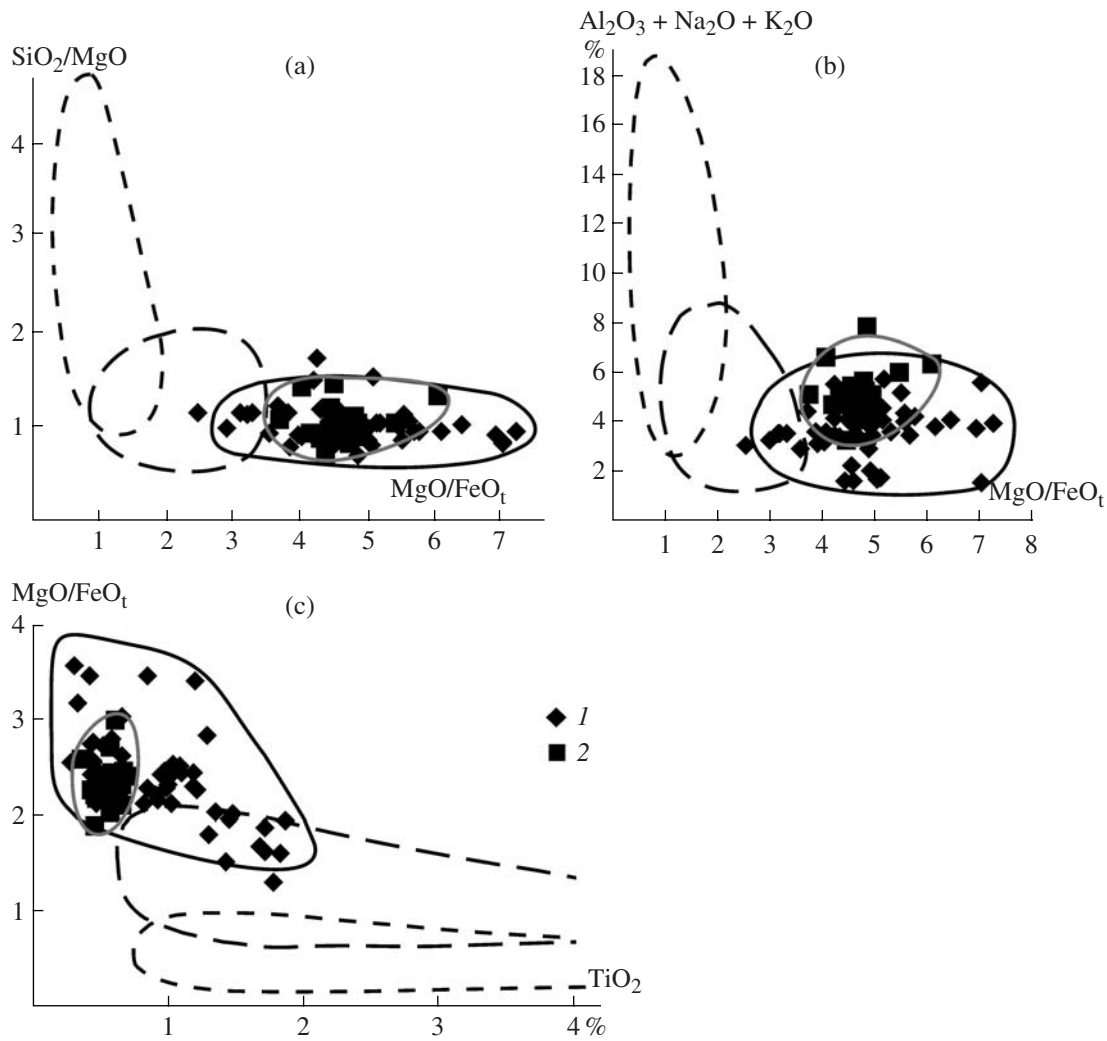 SiO₂/MgO
(a)
4
3
2
1
MgO/FeOₜ
1 2 3 4 5 6 7
Al₂O₃ + Na₂O + K₂O
%
(b)
18
16
14
12
10
8
6
4
2
MgO/FeOₜ
1 2 3 4 5 6 7 8
MgO/FeOₜ
(c)
4
3
2
1
1
2
TiO₂
1 2 3 4 %